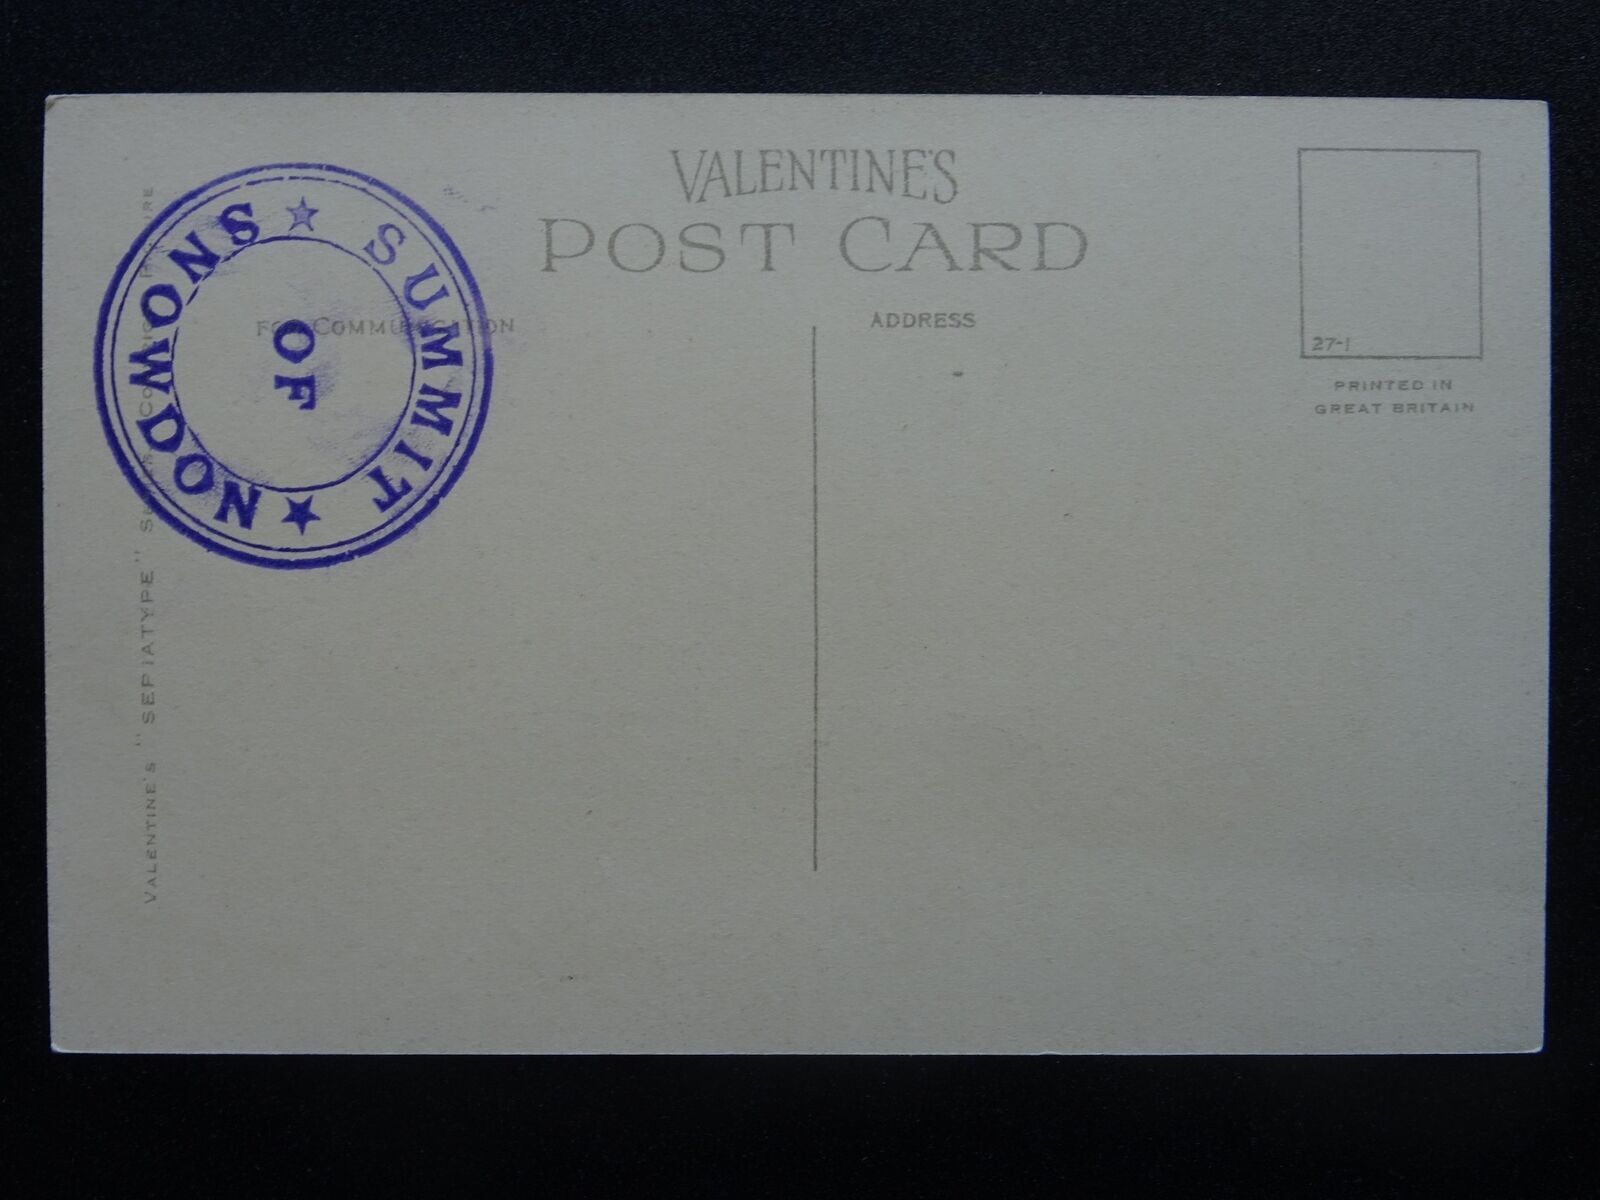 VALENTINE'S
POST CARD
FOR COMMUNICATION
ADDRESS
27-1
PRINTED IN
GREAT BRITAIN
★ SUMMIT ★
OF
SNOWDON
VALENTINE'S "SEPIATYPE"